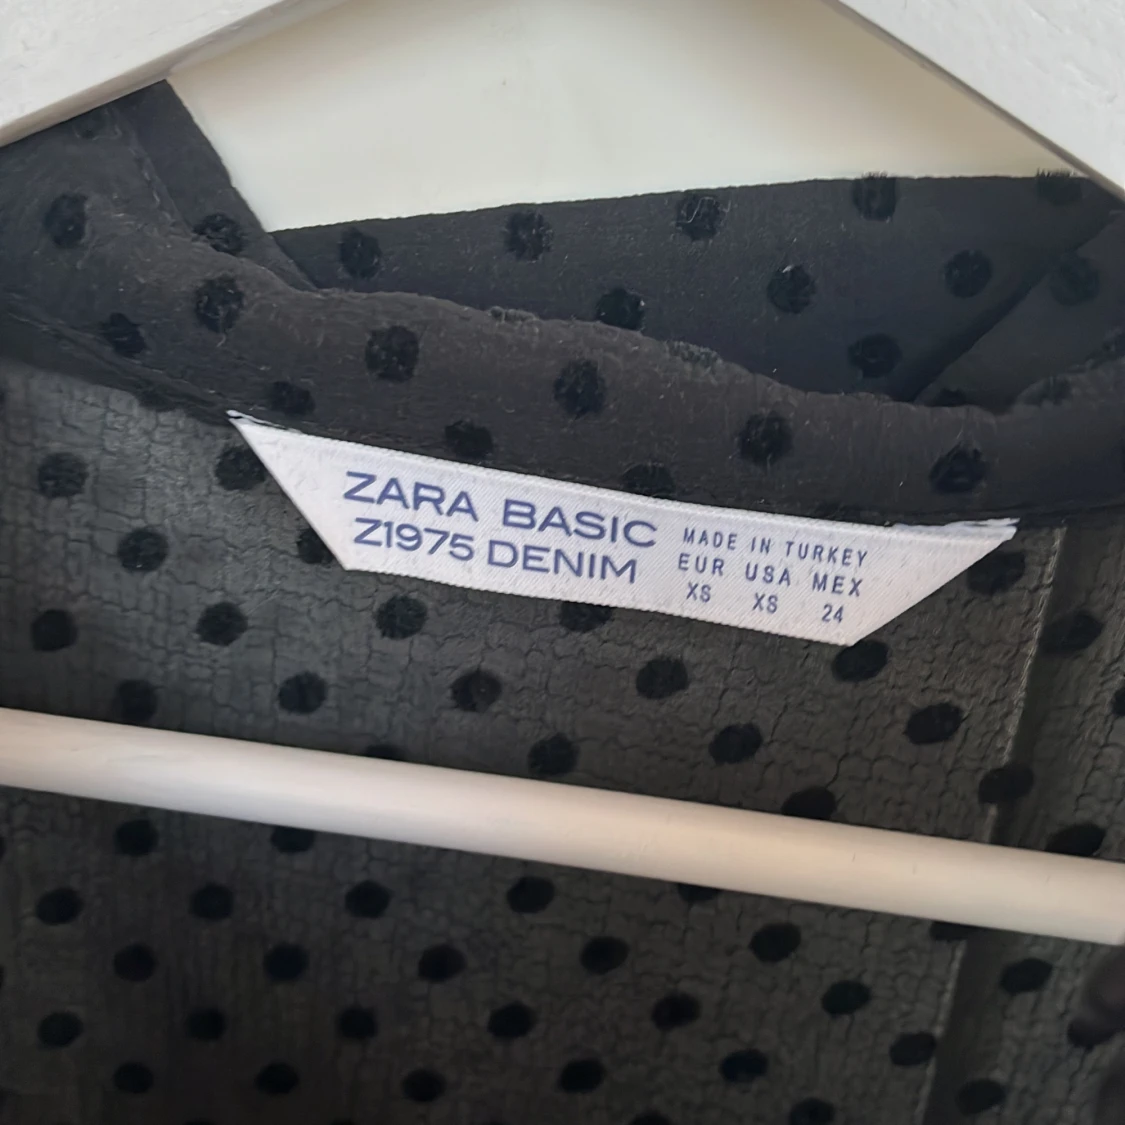 ZARA BASIC
Z1975 DENIM
MADE IN TURKEY
EUR USA MEX
XS XS 24